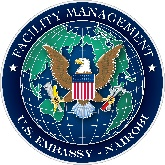 FACILITY MANAGEMENT
U.S. EMBASSY - NAIROBI